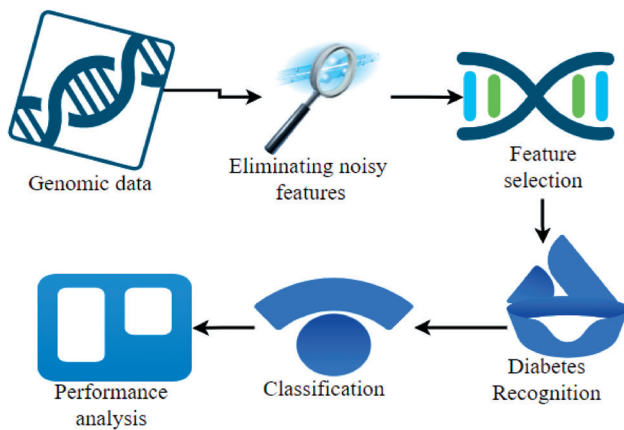 Genomic data
Eliminating noisy
features
Feature
selection
Diabetes
Recognition
Classification
Performance
analysis